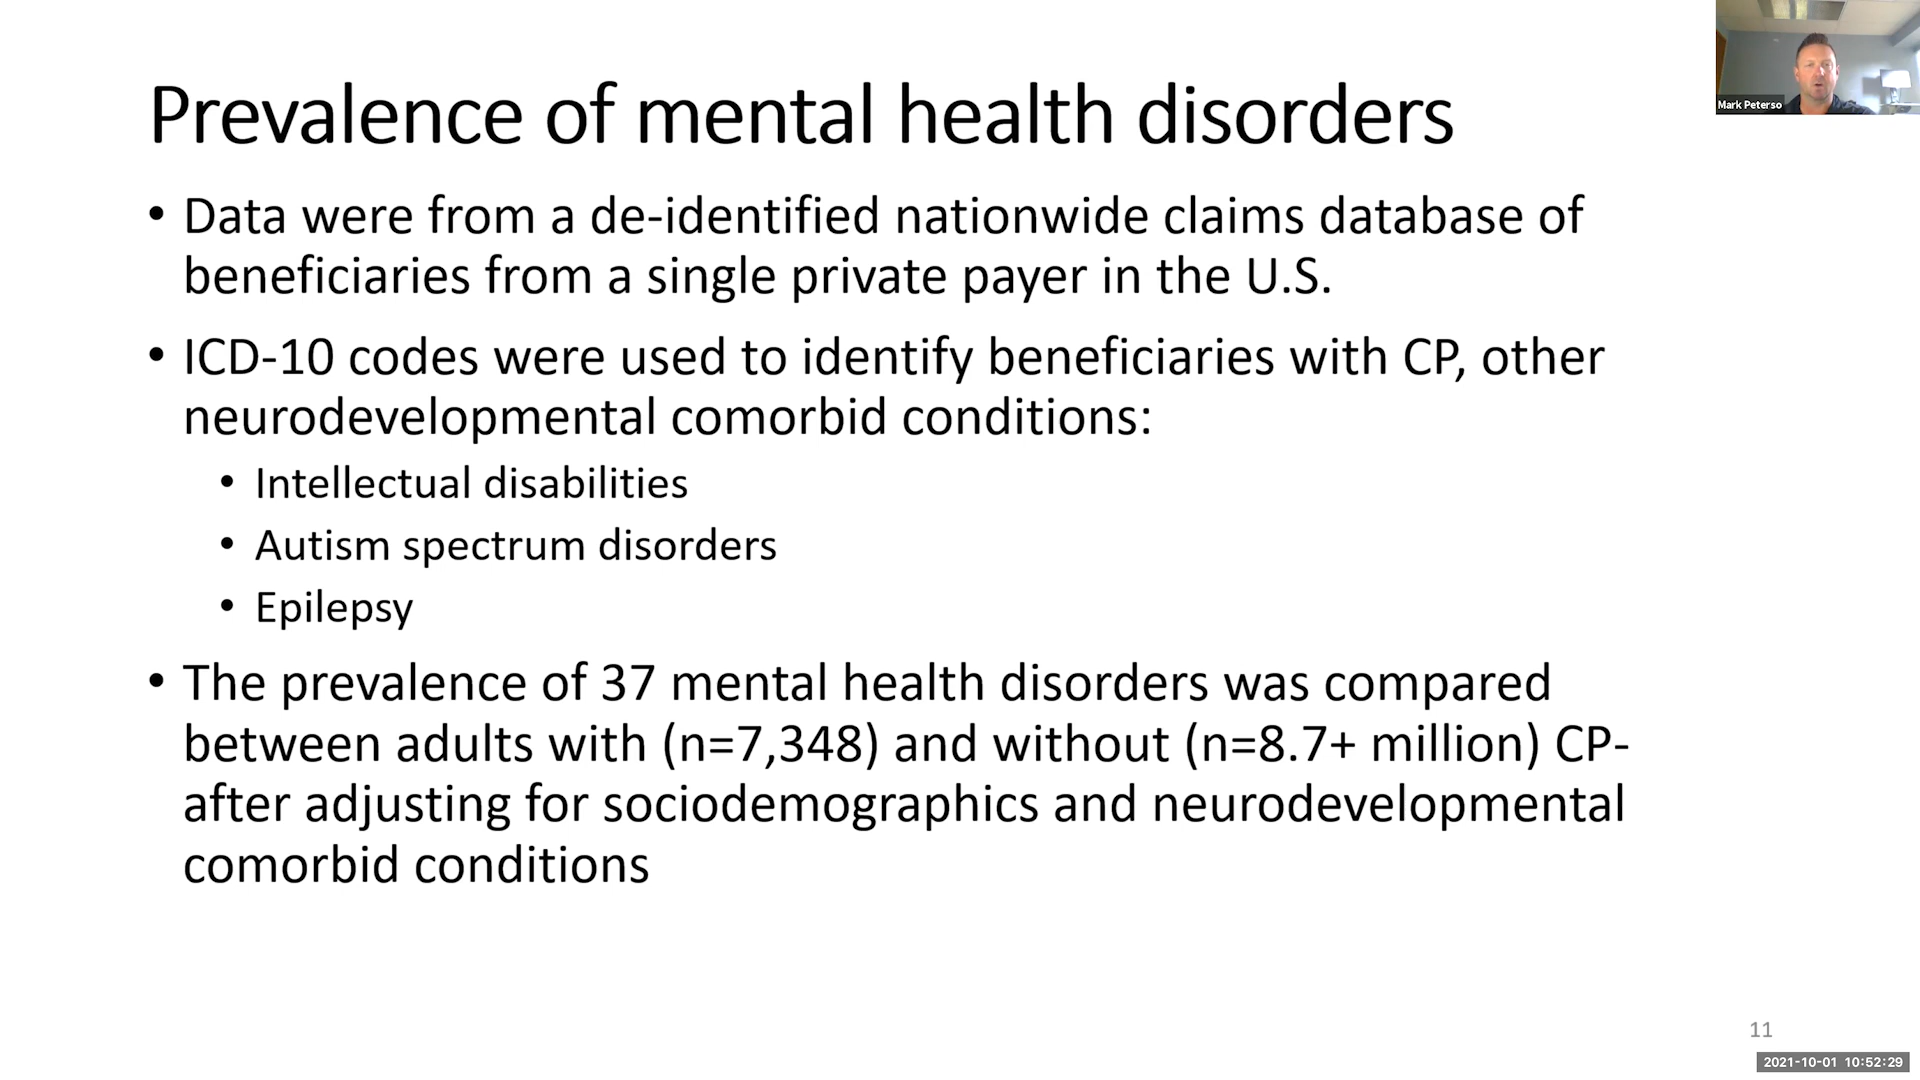 Prevalence of mental health disorders
Mark Peterso
• Data were from a de-identified nationwide claims database of
beneficiaries from a single private payer in the U.S.
• ICD-10 codes were used to identify beneficiaries with CP, other
neurodevelopmental comorbid conditions:
• Intellectual disabilities
• Autism spectrum disorders
• Epilepsy
• The prevalence of 37 mental health disorders was compared
between adults with (n=7,348) and without (n=8.7+ million) CP-
after adjusting for sociodemographics and neurodevelopmental
comorbid conditions
11
2021-10-01 10:52:29